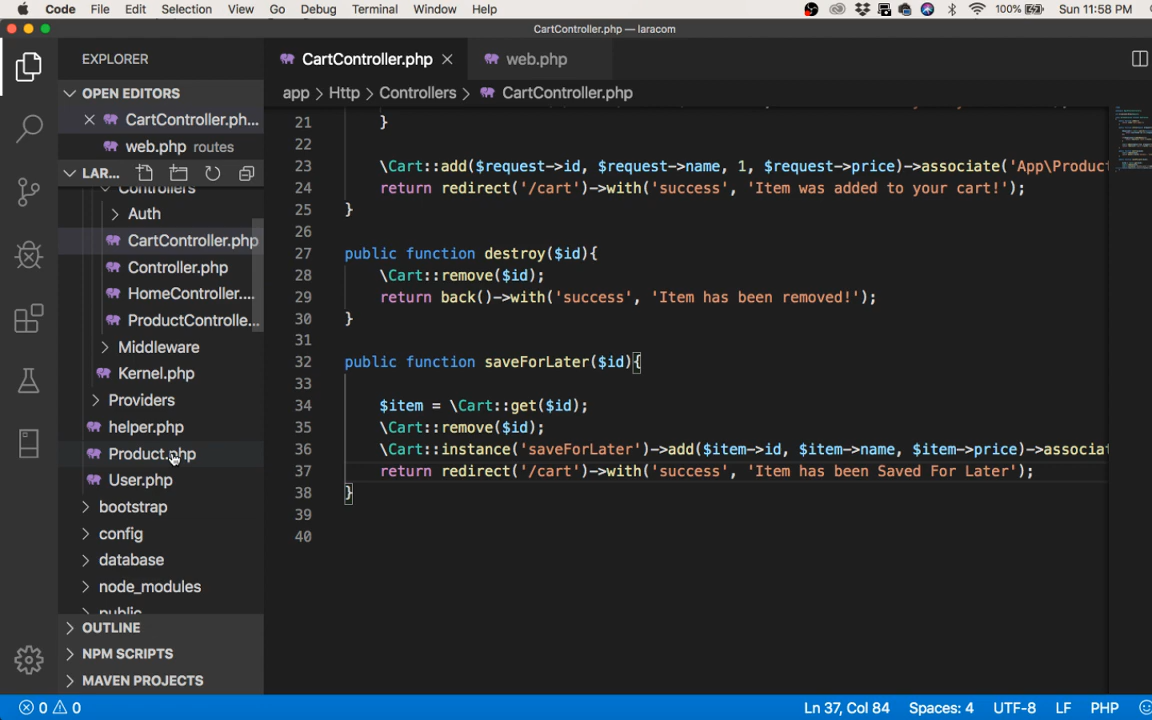 Code File Edit Selection View Go Debug Terminal Window Help 100% Sun 11:58 PM
CartController.php — laracom
EXPLORER
OPEN EDITORS
CartController.ph...
web.php routes
LAR...
Controllers
Auth
CartController.php
Controller.php
HomeController....
ProductControlle...
Middleware
Kernel.php
Providers
helper.php
Product.php
User.php
bootstrap
config
database
node_modules
public
OUTLINE
NPM SCRIPTS
MAVEN PROJECTS
CartController.php web.php
app > Http > Controllers > CartController.php
21 }
22
23 \Cart::add($request->id, $request->name, 1, $request->price)->associate('App\Product
24 return redirect('/cart')->with('success', 'Item was added to your cart!');
25 }
26
27 public function destroy($id){
28 \Cart::remove($id);
29 return back()->with('success', 'Item has been removed!');
30 }
31
32 public function saveForLater($id){
33
34 $item = \Cart::get($id);
35 \Cart::remove($id);
36 \Cart::instance('saveForLater')->add($item->id, $item->name, $item->price)->associat
37 return redirect('/cart')->with('success', 'Item has been Saved For Later');
38 }
39
40
0 0 Ln 37, Col 84 Spaces: 4 UTF-8 LF PHP